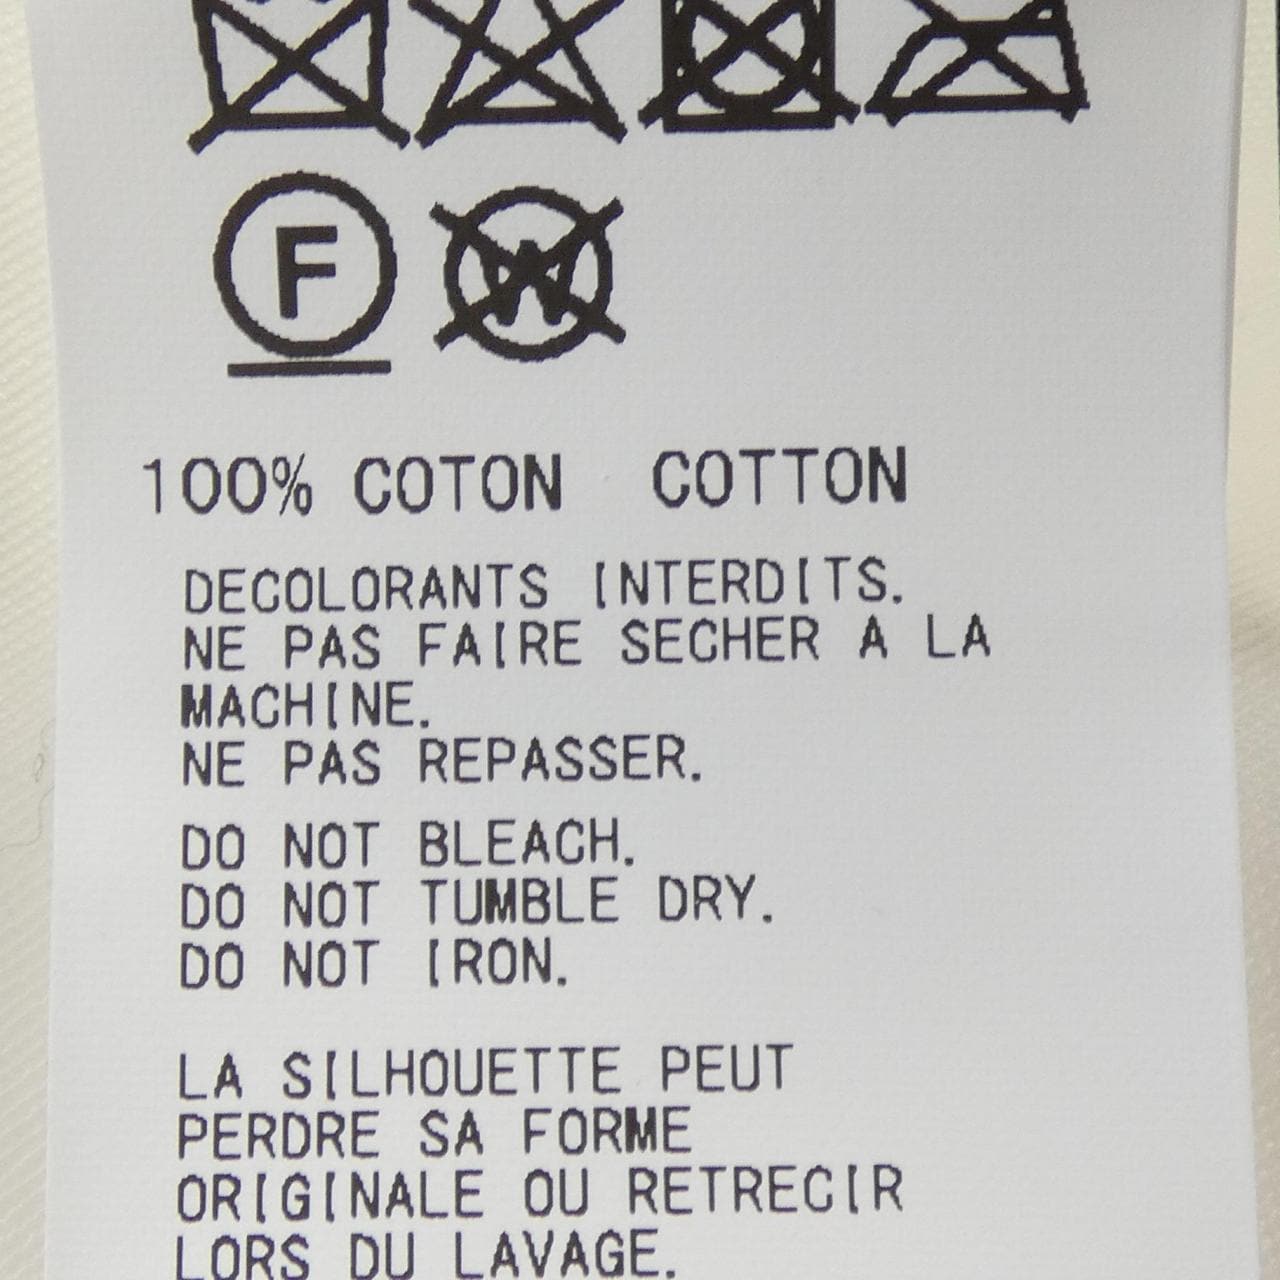 F W
100% COTON COTTON
DECOLORANTS INTERDITS.
NE PAS FAIRE SECHER A LA
MACHINE.
NE PAS REPASSER.
DO NOT BLEACH.
DO NOT TUMBLE DRY.
DO NOT IRON.
LA SILHOUETTE PEUT
PERDRE SA FORME
ORIGINALE OU RETRECIR
LORS DU LAVAGE.